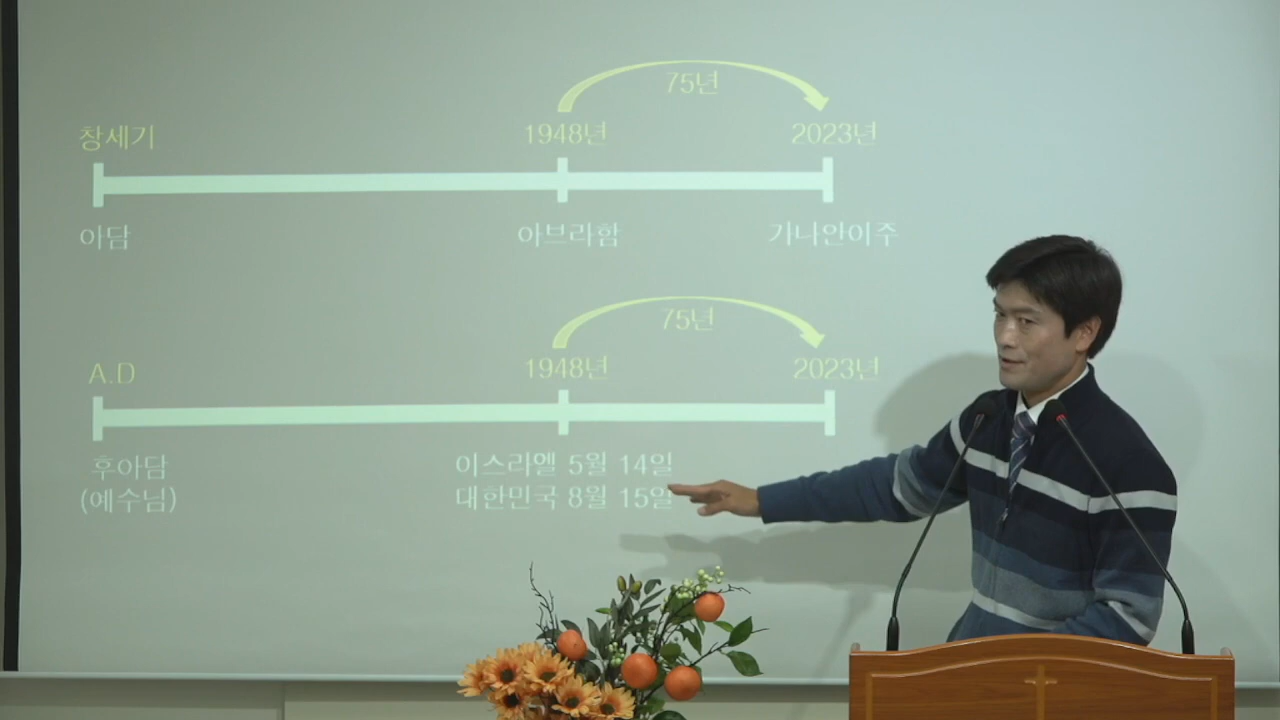 75년
창세기 1948년 2023년
아담 아브라함 가나안이주
75년
A.D 1948년 2023년
후아담 이스라엘 5월 14일
(예수님) 대한민국 8월 15일